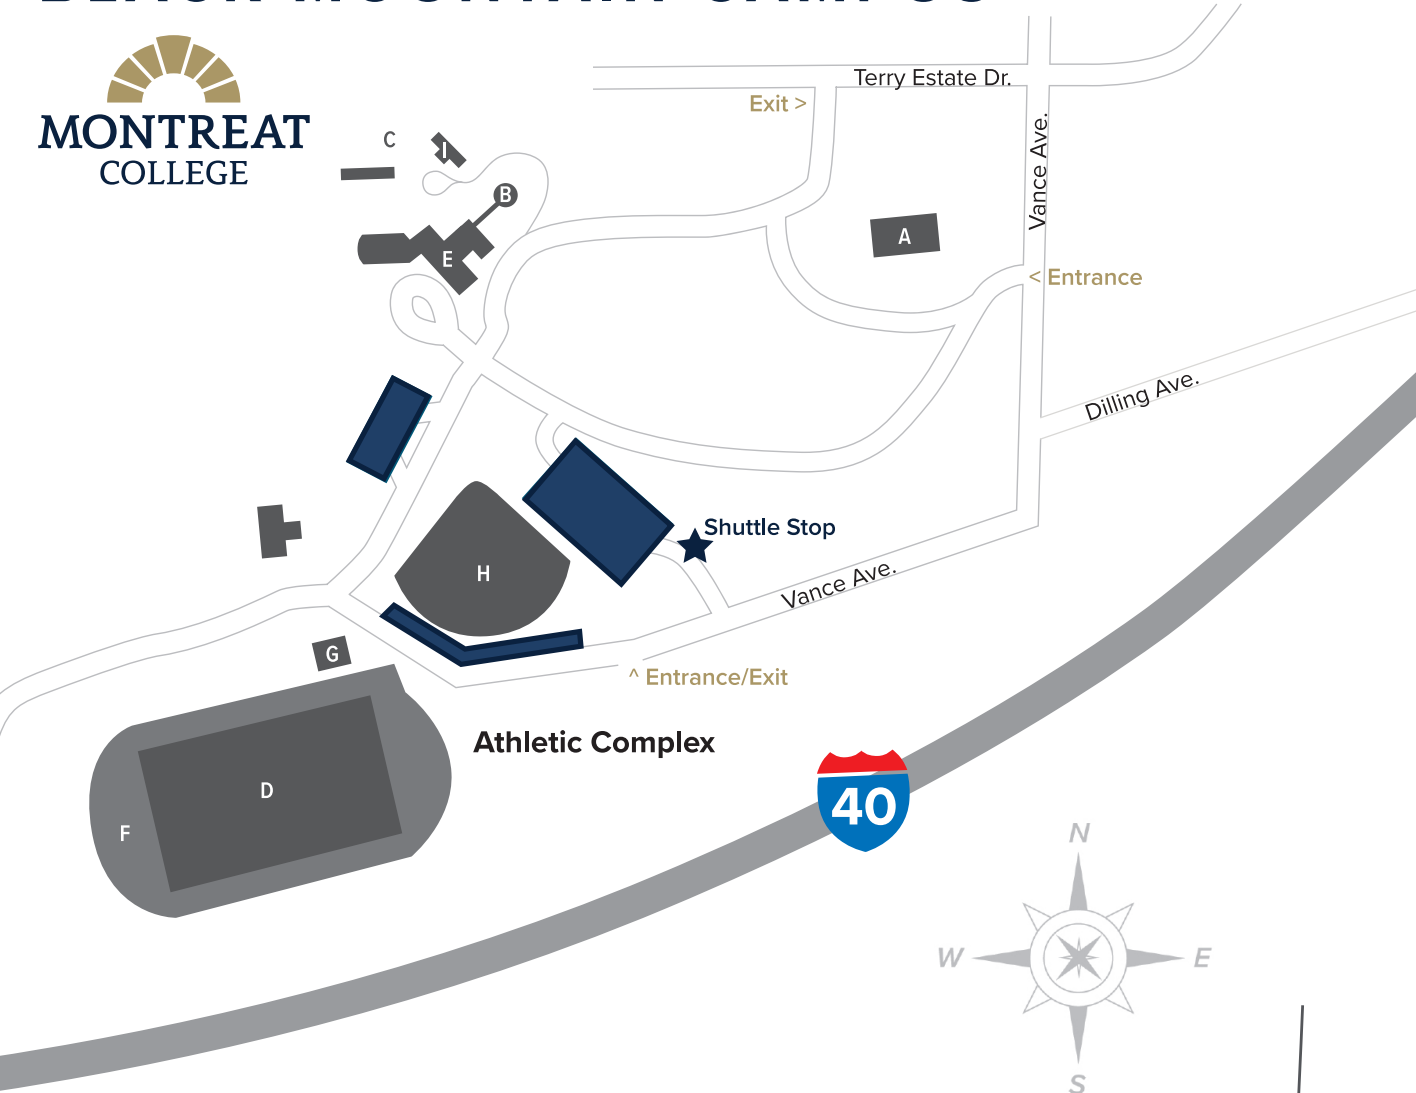 MONTREAT
COLLEGE
Terry Estate Dr.
Exit >
Vance Ave.
C
I
B
A
E
< Entrance
Dilling Ave.
Shuttle Stop
H
Vance Ave.
G
^ Entrance/Exit
Athletic Complex
D
F
40
N
W
E
S